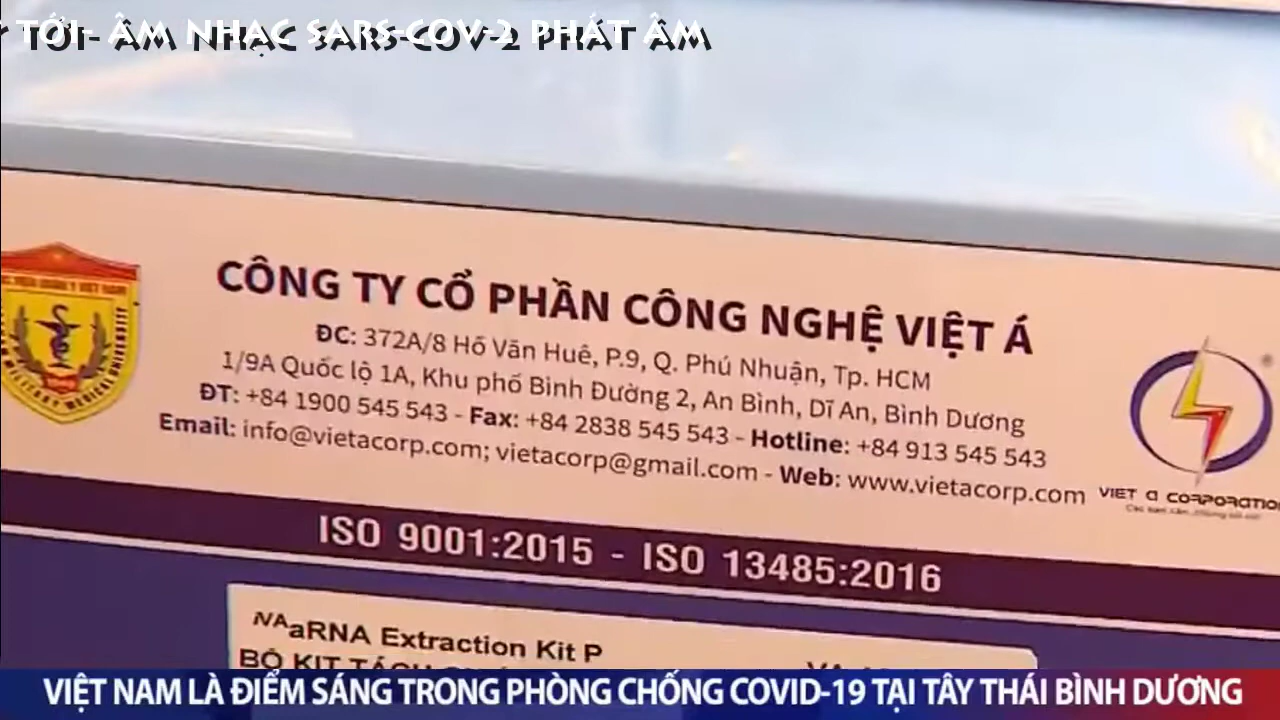 TỚI- ÂM NHẠC SARS-COV-2 PHÁT ÂM
CÔNG TY CỔ PHẦN CÔNG NGHỆ VIỆT Á
ĐC: 372A/8 Hồ Văn Huê, P.9, Q. Phú Nhuận, Tp. HCM
1/9A Quốc lộ 1A, Khu phố Bình Đường 2, An Bình, Dĩ An, Bình Dương
ĐT: +84 1900 545 543 - Fax: +84 2838 545 543 - Hotline: +84 913 545 543
Email: info@vietacorp.com; vietacorp@gmail.com - Web: www.vietacorp.com
VIET A CORPORATION
ISO 9001:2015 - ISO 13485:2016
NAaRNA Extraction Kit P
BỘ KIT TÁCH
VIỆT NAM LÀ ĐIỂM SÁNG TRONG PHÒNG CHỐNG COVID-19 TẠI TÂY THÁI BÌNH DƯƠNG